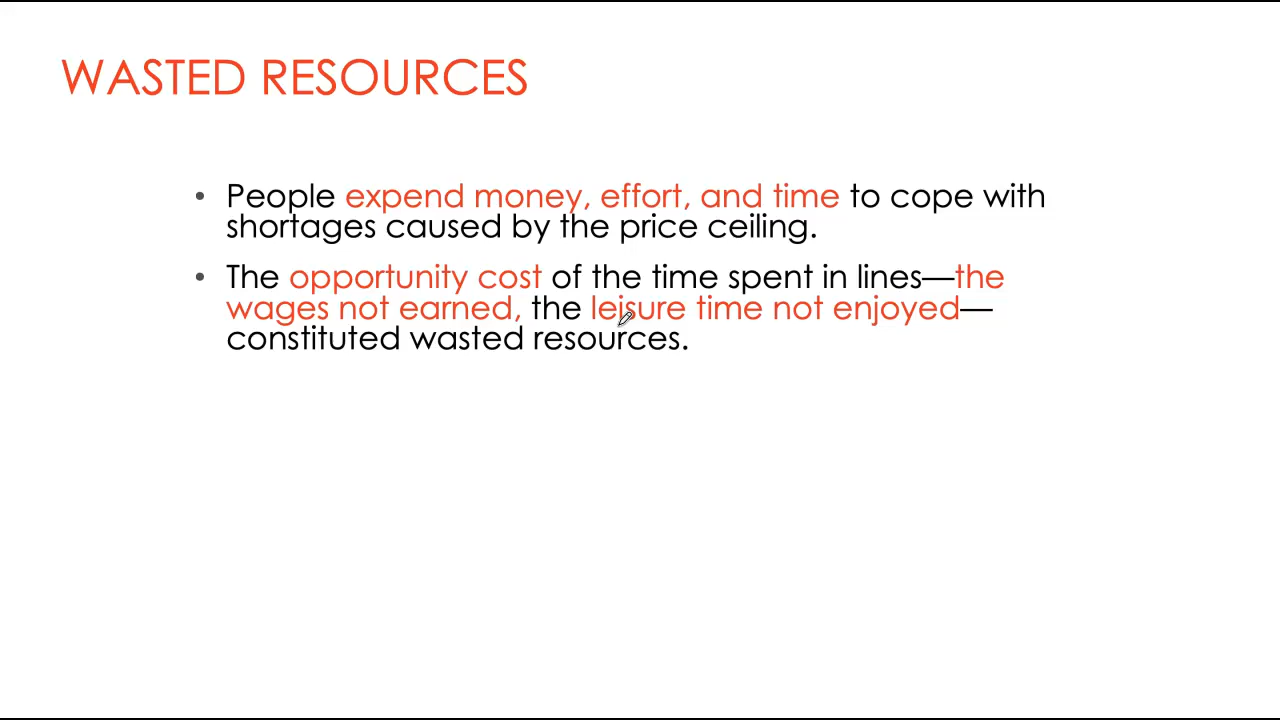 WASTED RESOURCES
• People expend money, effort, and time to cope with
shortages caused by the price ceiling.
• The opportunity cost of the time spent in lines—the
wages not earned, the leisure time not enjoyed—
constituted wasted resources.